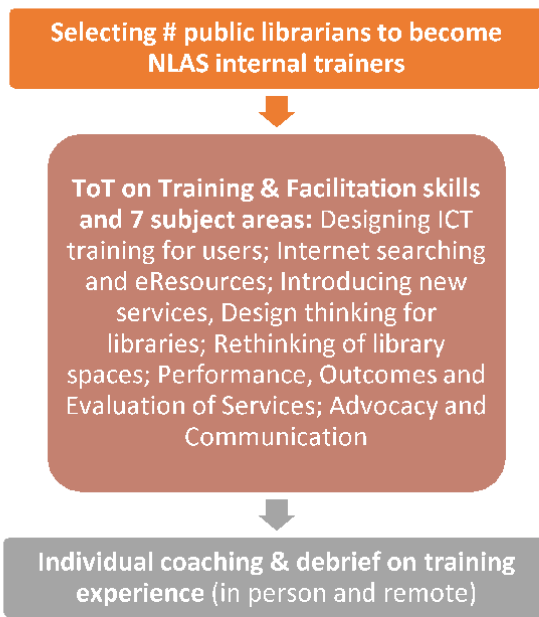 Selecting # public librarians to become
NLAS internal trainers
ToT on Training & Facilitation skills
and 7 subject areas: Designing ICT
training for users; Internet searching
and eResources; Introducing new
services, Design thinking for
libraries; Rethinking of library
spaces; Performance, Outcomes and
Evaluation of Services; Advocacy and
Communication
Individual coaching & debrief on training
experience (in person and remote)